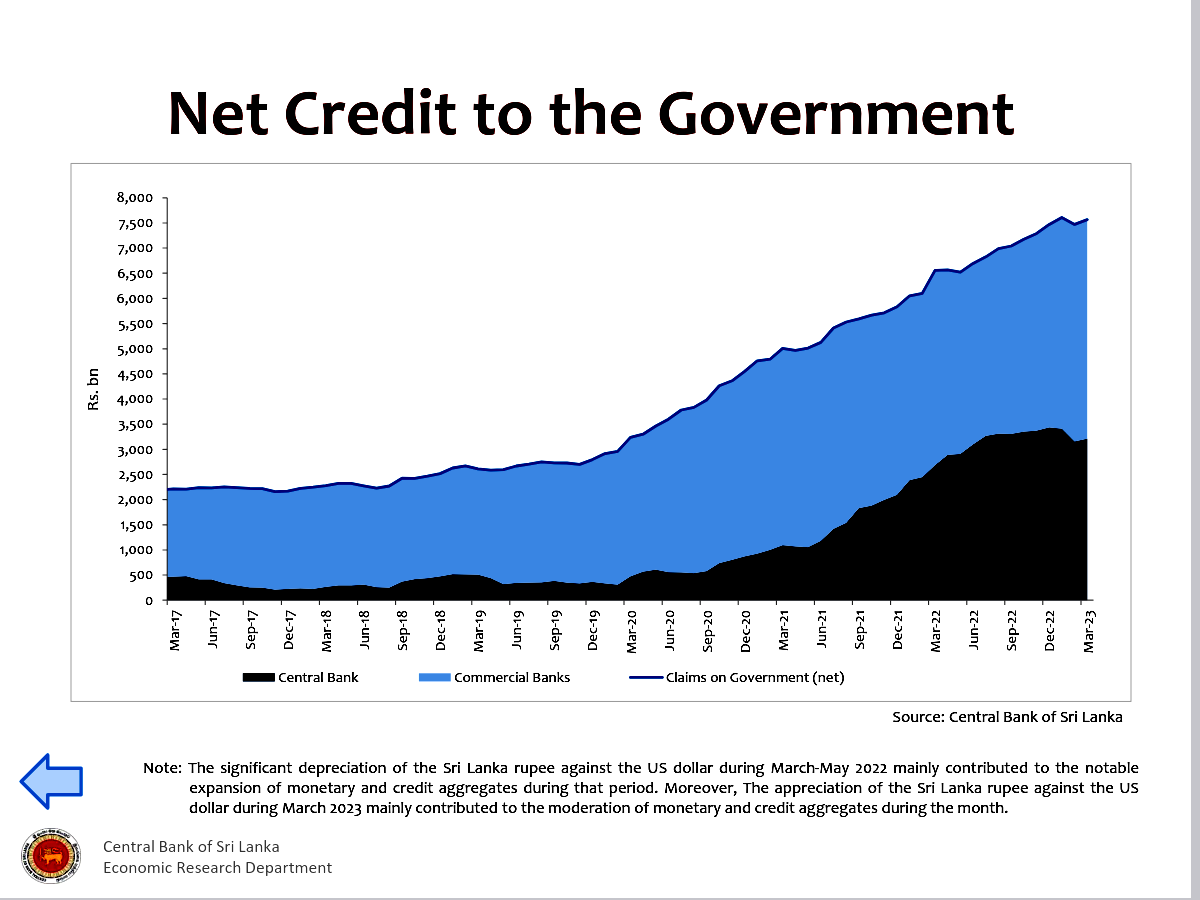 Net Credit to the Government
8,000
7,500
7,000
6,500
6,000
5,500
5,000
4,500
4,000
3,500
3,000
2,500
2,000
1,500
1,000
500
0
Rs. bn
Mar-17
Jun-17
Sep-17
Dec-17
Mar-18
Jun-18
Sep-18
Dec-18
Mar-19
Jun-19
Sep-19
Dec-19
Mar-20
Jun-20
Sep-20
Dec-20
Mar-21
Jun-21
Sep-21
Dec-21
Mar-22
Jun-22
Sep-22
Dec-22
Mar-23
Central Bank
Commercial Banks
Claims on Government (net)
Source: Central Bank of Sri Lanka
Note: The significant depreciation of the Sri Lanka rupee against the US dollar during March-May 2022 mainly contributed to the notable
expansion of monetary and credit aggregates during that period. Moreover, The appreciation of the Sri Lanka rupee against the US
dollar during March 2023 mainly contributed to the moderation of monetary and credit aggregates during the month.
Central Bank of Sri Lanka
Economic Research Department